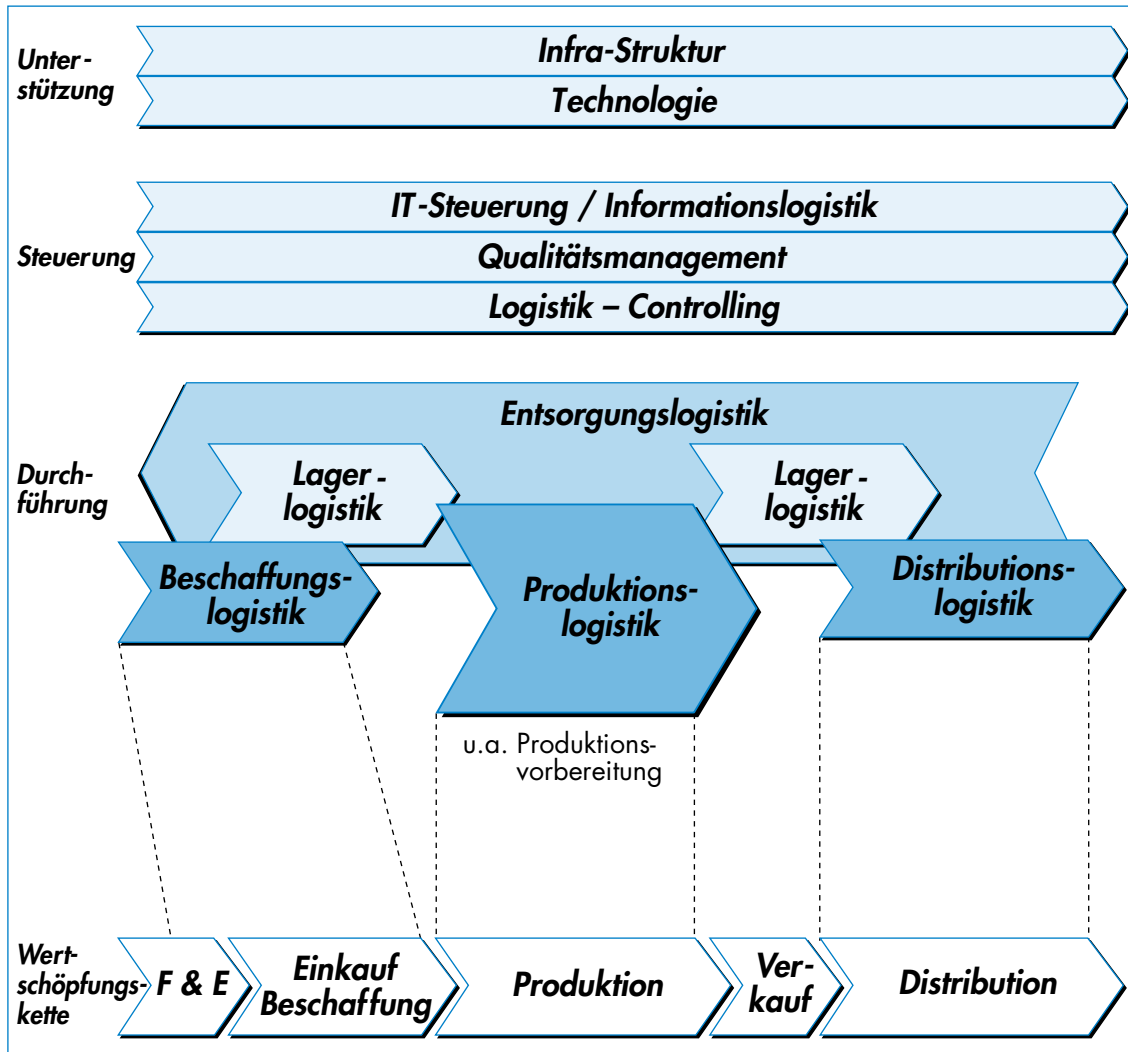 Unter-
stützung
Infra-Struktur
Technologie
Steuerung
IT-Steuerung / Informationslogistik
Qualitätsmanagement
Logistik – Controlling
Durch-
führung
Entsorgungslogistik
Lager-
logistik
Lager-
logistik
Beschaffungs-
logistik
Produktions-
logistik
Distributions-
logistik
u.a. Produktions-
vorbereitung
Wert-
schöpfungs-
kette
F & E
Einkauf
Beschaffung
Produktion
Ver-
kauf
Distribution